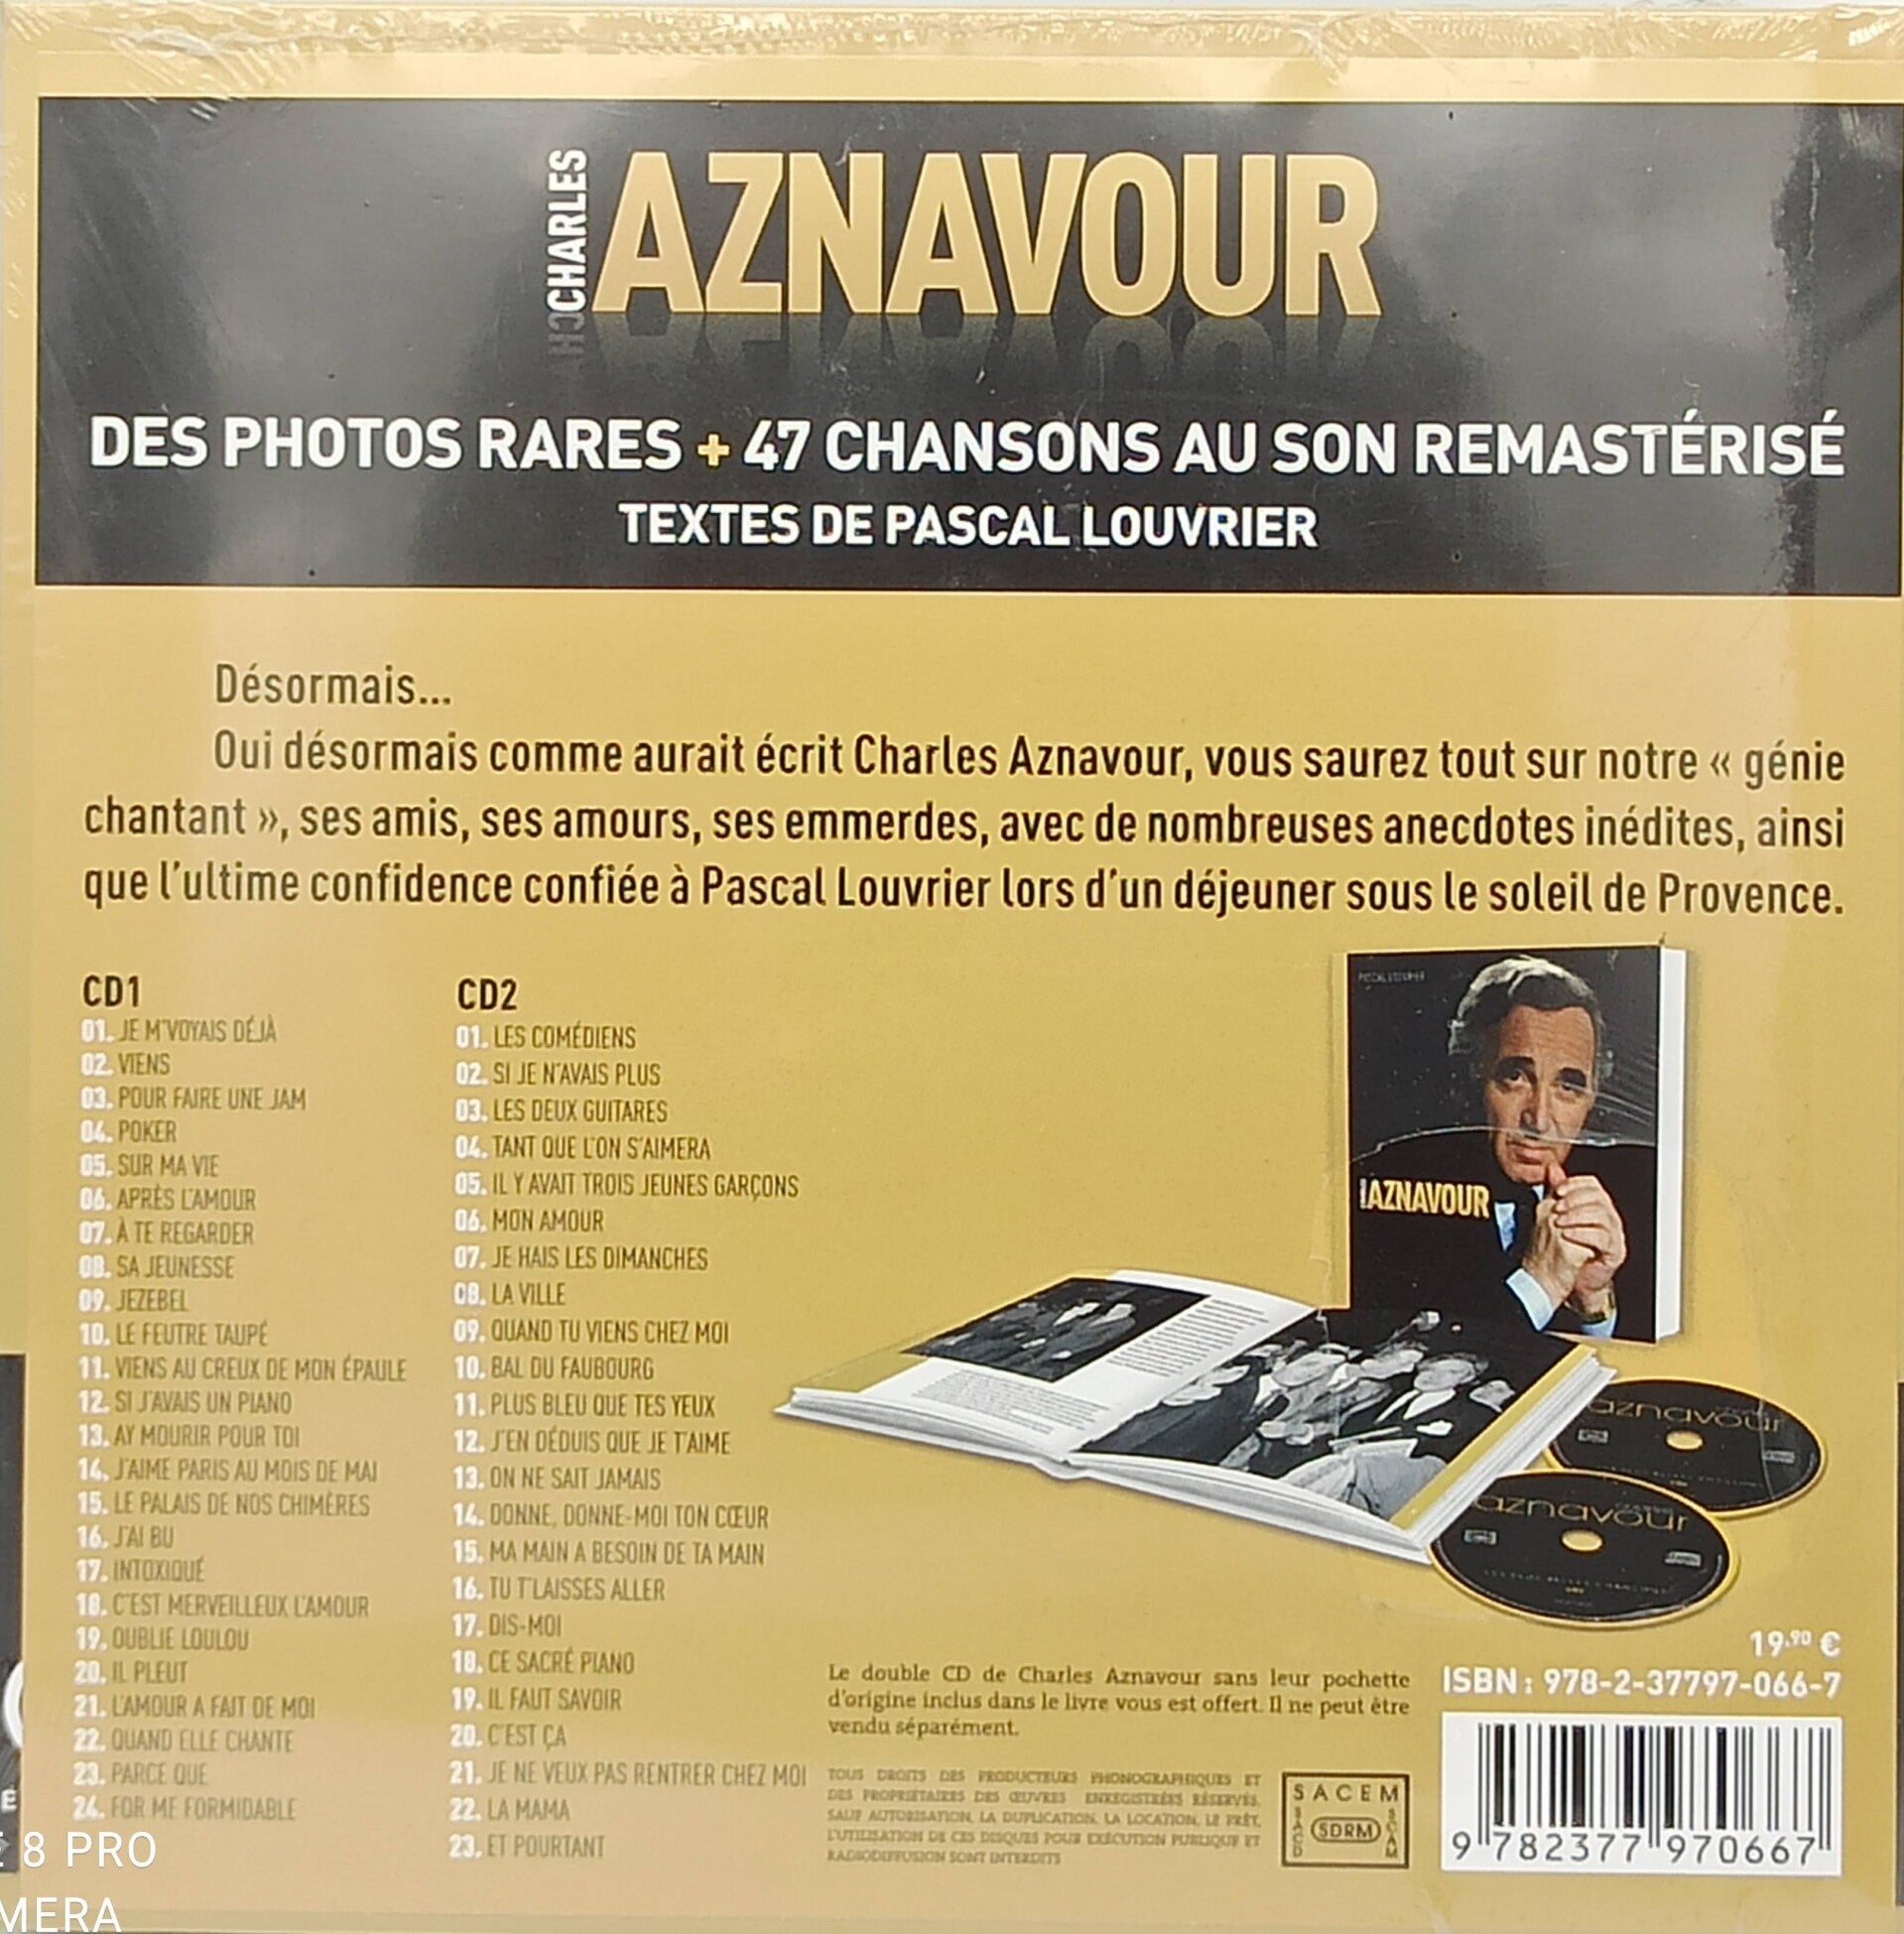 CHARLES
AZNAVOUR
DES PHOTOS RARES + 47 CHANSONS AU SON REMASTÉRISÉ
TEXTES DE PASCAL LOUVRIER
Désormais...
Oui désormais comme aurait écrit Charles Aznavour, vous saurez tout sur notre « génie
chantant », ses amis, ses amours, ses emmerdes, avec de nombreuses anecdotes inédites, ainsi
que l'ultime confidence confiée à Pascal Louvrier lors d'un déjeuner sous le soleil de Provence.
CD1
01. JE M'VOYAIS DÉJÀ
02. VIENS
03. POUR FAIRE UNE JAM
04. POKER
05. SUR MA VIE
06. APRÈS L'AMOUR
07. À TE REGARDER
08. SA JEUNESSE
09. JEZEBEL
10. LE FEUTRE TAUPÉ
11. VIENS AU CREUX DE MON ÉPAULE
12. SI J'AVAIS UN PIANO
13. AY MOURIR POUR TOI
14. J'AIME PARIS AU MOIS DE MAI
15. LE PALAIS DE NOS CHIMÈRES
16. J'AI BU
17. INTOXIQUÉ
18. C'EST MERVEILLEUX L'AMOUR
19. OUBLIE LOULOU
20. IL PLEUT
21. L'AMOUR A FAIT DE MOI
22. QUAND ELLE CHANTE
23. PARCE QUE
24. FOR ME FORMIDABLE
CD2
01. LES COMÉDIENS
02. SI JE N'AVAIS PLUS
03. LES DEUX GUITARES
04. TANT QUE L'ON S'AIMERA
05. IL Y AVAIT TROIS JEUNES GARÇONS
06. MON AMOUR
07. JE HAIS LES DIMANCHES
08. LA VILLE
09. QUAND TU VIENS CHEZ MOI
10. BAL DU FAUBOURG
11. PLUS BLEU QUE TES YEUX
12. J'EN DÉDUIS QUE JE T'AIME
13. ON NE SAIT JAMAIS
14. DONNE, DONNE-MOI TON CŒUR
15. MA MAIN A BESOIN DE TA MAIN
16. TU T'LAISSES ALLER
17. DIS-MOI
18. CE SACRÉ PIANO
19. IL FAUT SAVOIR
20. C'EST ÇA
21. JE NE VEUX PAS RENTRER CHEZ MOI
22. LA MAMA
23. ET POURTANT
PASCAL LOUVRIER
AZNAVOUR
aznavour
aznavour
Le double CD de Charles Aznavour sans leur pochette
d'origine inclus dans le livre vous est offert. Il ne peut être
vendu séparément.
TOUS DROITS DES PRODUCTEURS PHONOGRAPHIQUES ET
DES PROPRIÉTAIRES DES ŒUVRES ENREGISTRÉES RÉSERVÉS.
SAUF AUTORISATION, LA DUPLICATION, LA LOCATION, LE PRÊT,
L'UTILISATION DE CES DISQUES POUR EXÉCUTION PUBLIQUE ET
RADIODIFFUSION SONT INTERDITS
SACEM
SACD
SDRM
SCAM
19.90 €
ISBN : 978-2-37797-066-7
9 782377 970667
8 PRO
MERA